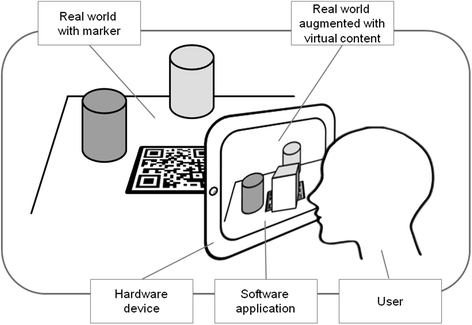 Real world
with marker
Real world
augmented with
virtual content
Hardware
device
Software
application
User